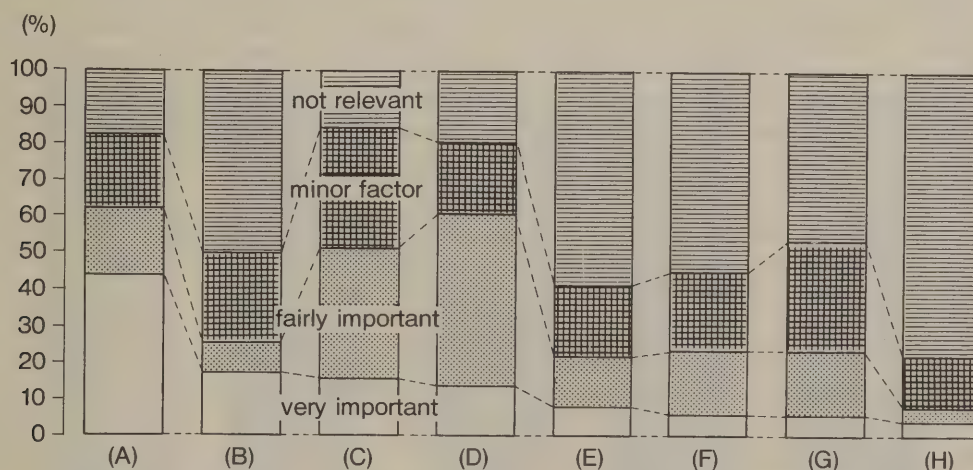 (%)
100
90
80
70
60
50
40
30
20
10
0
not relevant
minor factor
fairly important
very important
(A) (B) (C) (D) (E) (F) (G) (H)